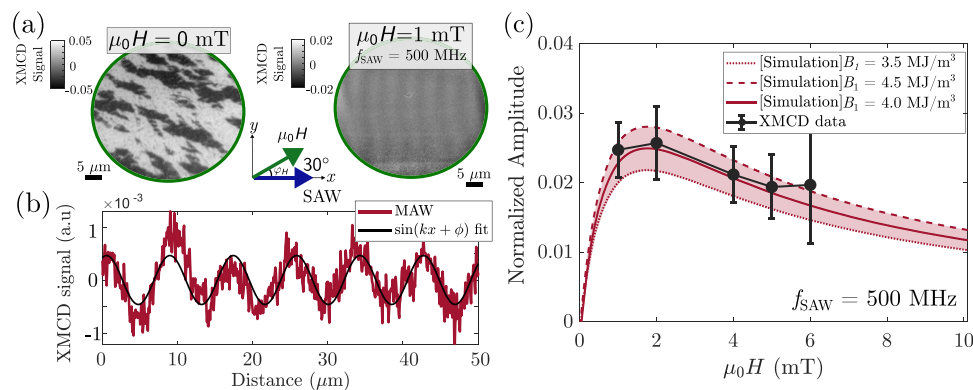 (a)
XMCD Signal
0.05
0
-0.05
μ₀H = 0 mT
5 μm
XMCD Signal
0.02
0
-0.02
μ₀H=1 mT
fSAW = 500 MHz
5 μm
y
μ₀H
φH
30°
x
SAW
(b)
×10⁻³
XMCD signal (a.u)
1
0
-1
MAW
sin(kx + ϕ) fit
0
10
20
30
40
50
Distance (μm)
(c)
Normalized Amplitude
0.04
0.03
0.02
0.01
0
[Simulation]B₁ = 3.5 MJ/m³
[Simulation]B₁ = 4.5 MJ/m³
[Simulation]B₁ = 4.0 MJ/m³
XMCD data
fSAW = 500 MHz
0
2
4
6
8
10
μ₀H (mT)